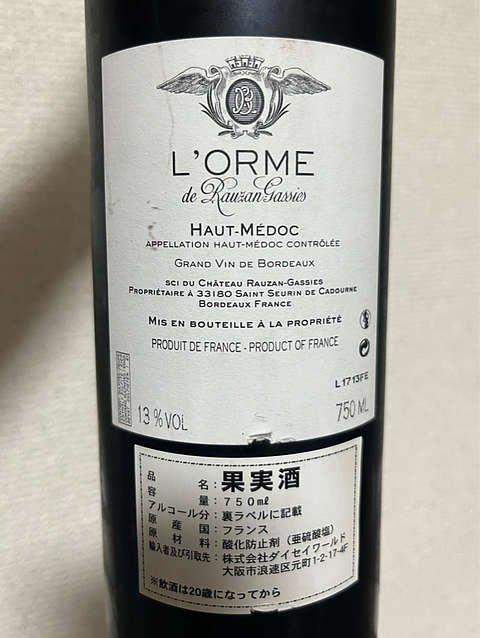 L'ORME
de Rauzan Gassies
HAUT-MÉDOC
APPELLATION HAUT-MÉDOC CONTRÔLÉE
GRAND VIN DE BORDEAUX
SCI DU CHÂTEAU RAUZAN-GASSIES
PROPRIÉTAIRE À 33180 SAINT SEURIN DE CADOURNE
BORDEAUX FRANCE
MIS EN BOUTEILLE À LA PROPRIÉTÉ
PRODUIT DE FRANCE - PRODUCT OF FRANCE
L1713FE
13 %VOL
750 ML
品名:果実酒
容量:750ml
アルコール分:裏ラベルに記載
原産国:フランス
原材料:酸化防止剤(亜硫酸塩)
輸入者及び引取先:株式会社ダイセイワールド
大阪市浪速区元町1-2-17-4F
※飲酒は20歳になってから